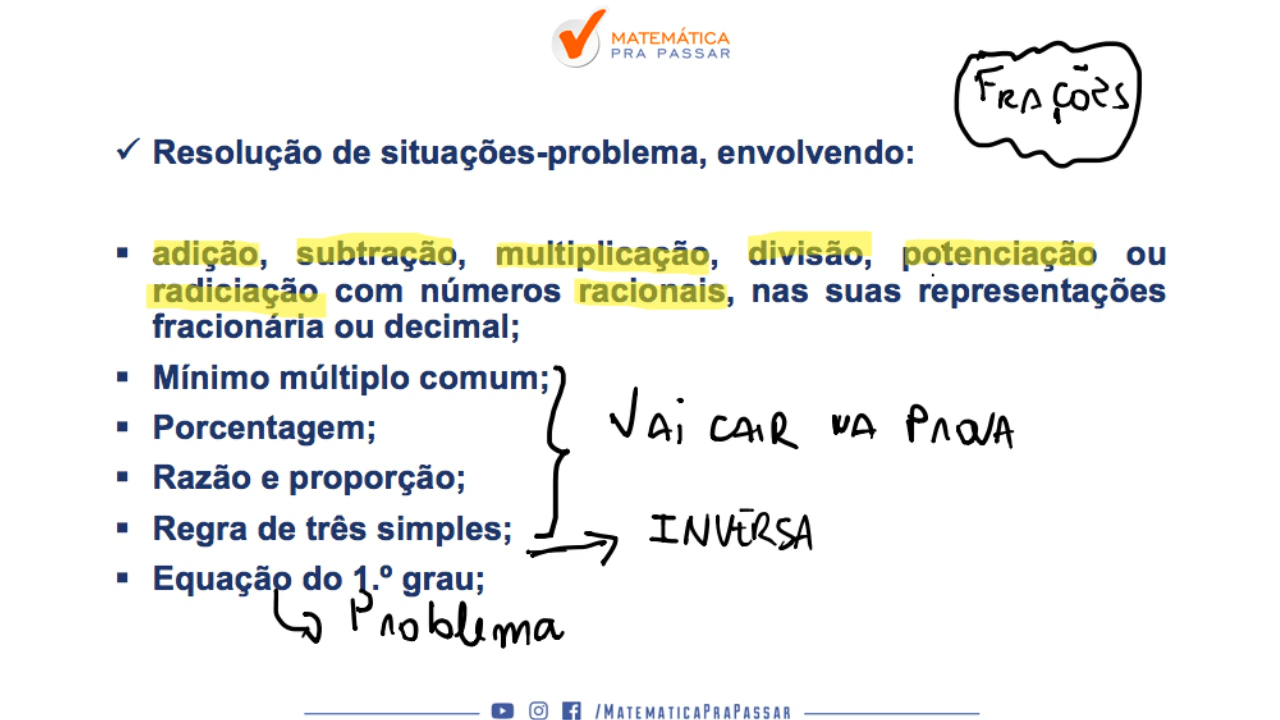 MATEMÁTICA
PRA PASSAR
FRAÇÕES
✓ Resolução de situações-problema, envolvendo:
▪ adição, subtração, multiplicação, divisão, potenciação ou
radiciação com números racionais, nas suas representações
fracionária ou decimal;
▪ Mínimo múltiplo comum;
▪ Porcentagem;
VAI CAIR NA PROVA
▪ Razão e proporção;
▪ Regra de três simples;
INVERSA
▪ Equação do 1.º grau;
Problema
/MATEMATICAPRAPASSAR